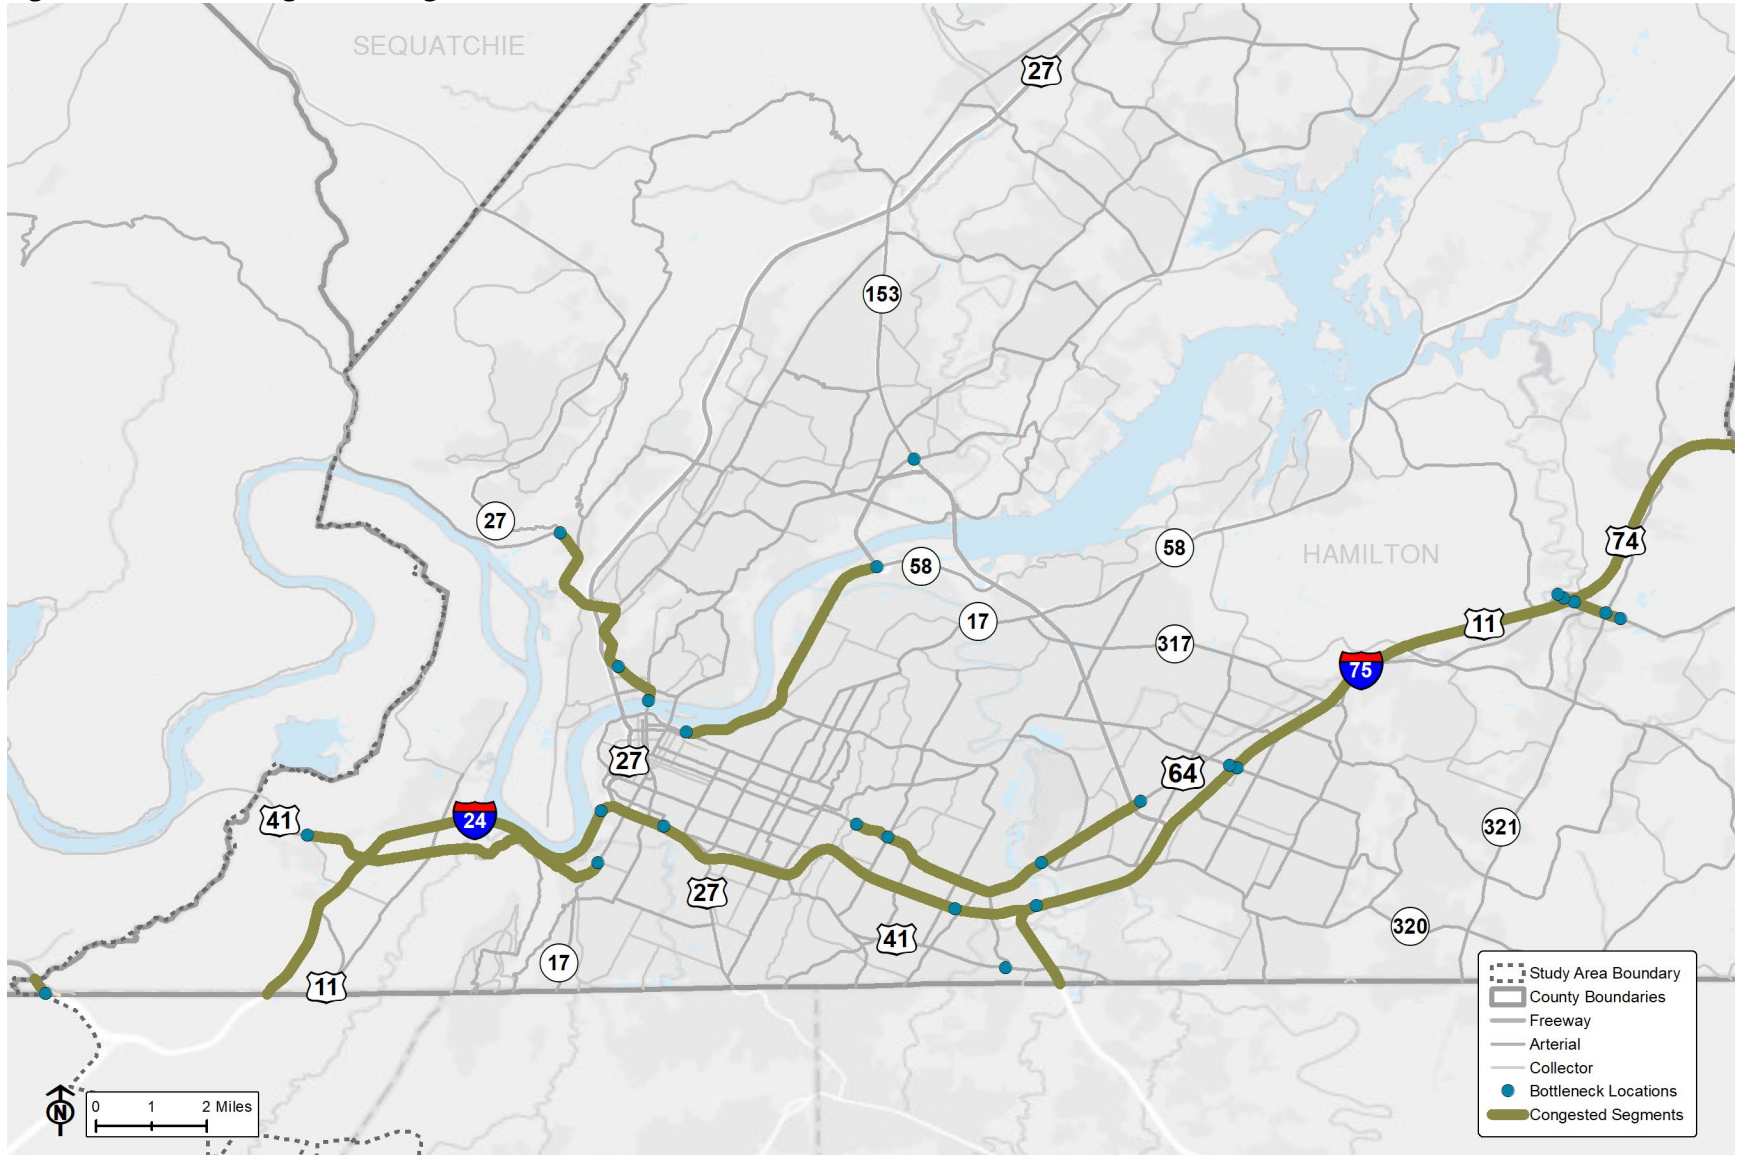 SEQUATCHIE
27
153
27
58
58
74
HAMILTON
17
11
317
75
27
64
41
24
321
27
320
41
17
11
Study Area Boundary
County Boundaries
Freeway
Arterial
Collector
Bottleneck Locations
Congested Segments
N
0 1 2 Miles